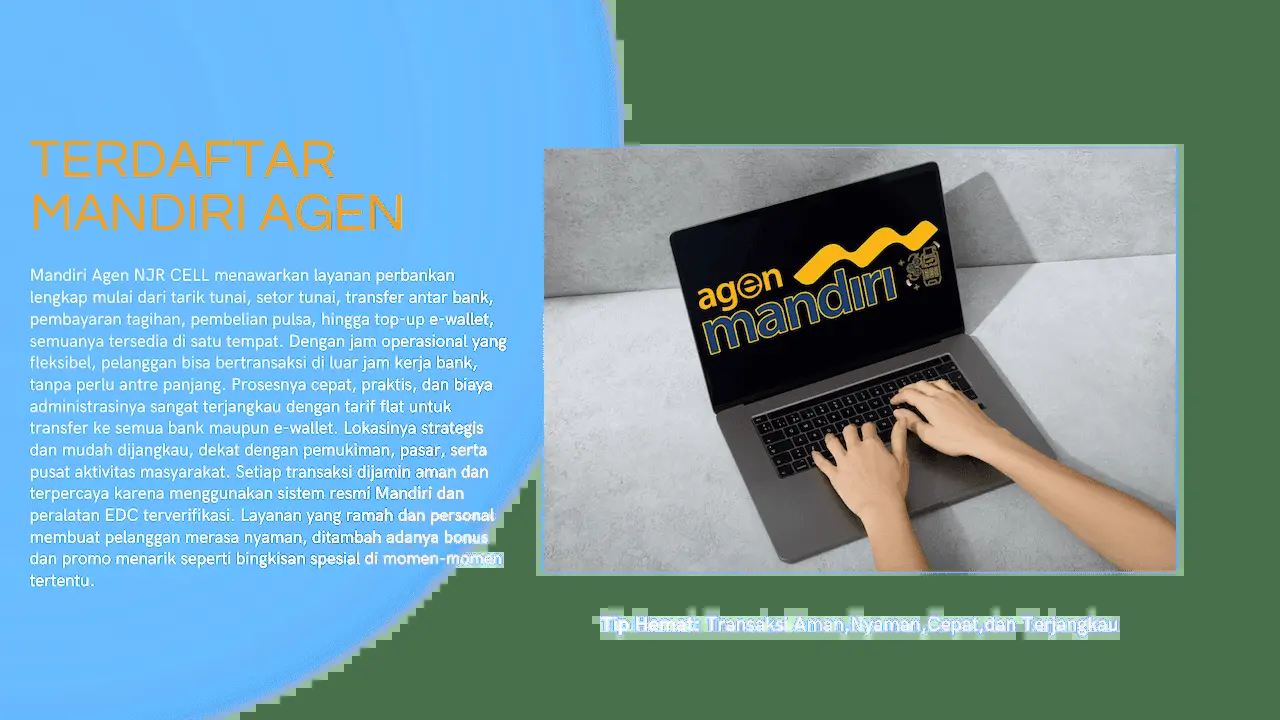 TERDAFTAR
MANDIRI AGEN
Mandiri Agen NJR CELL menawarkan layanan perbankan
lengkap mulai dari tarik tunai, setor tunai, transfer antar bank,
pembayaran tagihan, pembelian pulsa, hingga top-up e-wallet,
semuanya tersedia di satu tempat. Dengan jam operasional yang
fleksibel, pelanggan bisa bertransaksi di luar jam kerja bank,
tanpa perlu antre panjang. Prosesnya cepat, praktis, dan biaya
administrasinya sangat terjangkau dengan tarif flat untuk
transfer ke semua bank maupun e-wallet. Lokasinya strategis
dan mudah dijangkau, dekat dengan pemukiman, pasar, serta
pusat aktivitas masyarakat. Setiap transaksi dijamin aman dan
terpercaya karena menggunakan sistem resmi Mandiri dan
peralatan EDC terverifikasi. Layanan yang ramah dan personal
membuat pelanggan merasa nyaman, ditambah adanya bonus
dan promo menarik seperti bingkisan spesial di momen-momen
tertentu.
agen
mandiri
Tip Hemat: Transaksi Aman,Nyaman,Cepat,dan Terjangkau